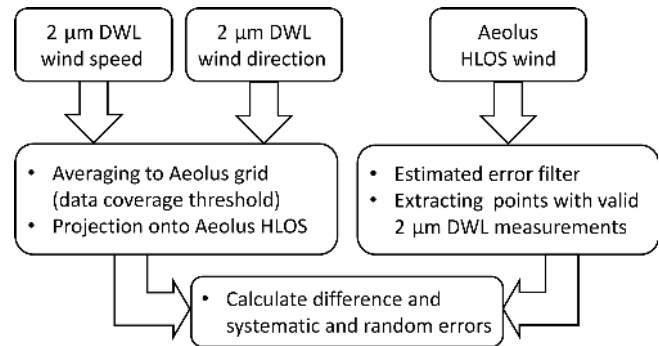 2 µm DWL
wind speed
2 µm DWL
wind direction
Aeolus
HLOS wind
• Averaging to Aeolus grid
(data coverage threshold)
• Projection onto Aeolus HLOS
• Estimated error filter
• Extracting points with valid
2 µm DWL measurements
• Calculate difference and
systematic and random errors